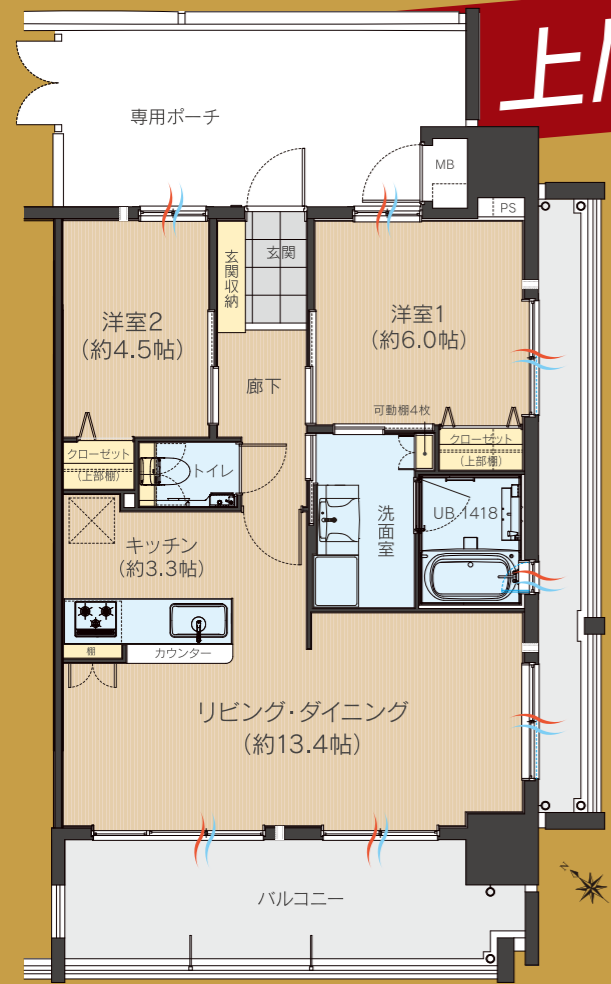 上
専用ポーチ
MB
PS
玄関
玄関収納
洋室2
(約4.5帖)
洋室1
(約6.0帖)
廊下
可動棚4枚
クローゼット
(上部棚)
トイレ
クローゼット
(上部棚)
洗面室
UB 1418
キッチン
(約3.3帖)
棚
カウンター
リビング・ダイニング
(約13.4帖)
バルコニー
N